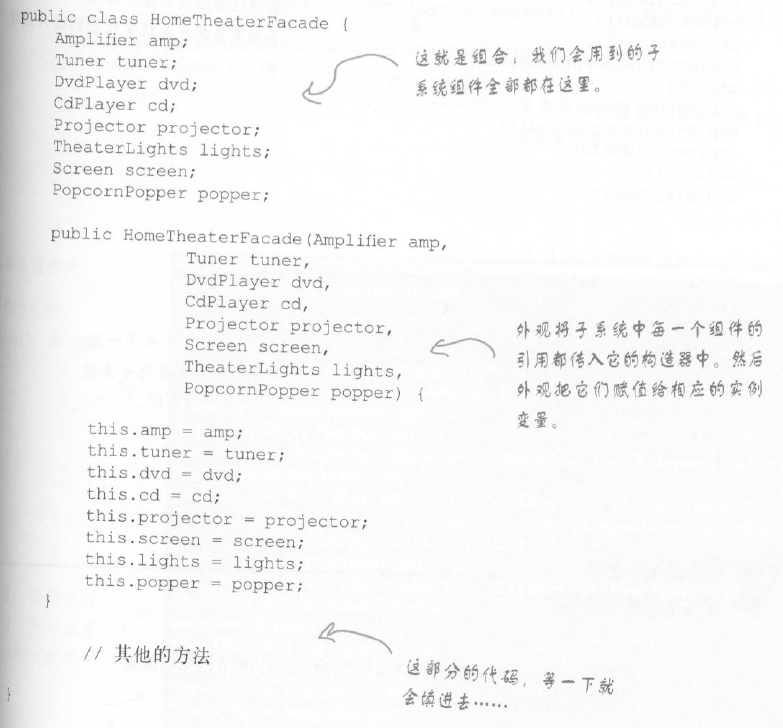 public class HomeTheaterFacade {
Amplifier amp;
Tuner tuner;
DvdPlayer dvd;
CdPlayer cd;
Projector projector;
TheaterLights lights;
Screen screen;
PopcornPopper popper;
这就是组合；我们会用到的子
系统组件全部都在这里。
public HomeTheaterFacade(Amplifier amp,
Tuner tuner,
DvdPlayer dvd,
CdPlayer cd,
Projector projector,
Screen screen,
TheaterLights lights,
PopcornPopper popper) {
外观将子系统中每一个组件的
引用都传入它的构造器中。然后
外观把它们赋值给相应的实例
变量。
this.amp = amp;
this.tuner = tuner;
this.dvd = dvd;
this.cd = cd;
this.projector = projector;
this.screen = screen;
this.lights = lights;
this.popper = popper;
}
// 其他的方法
这部分的代码，等一下就
会填进去……
}